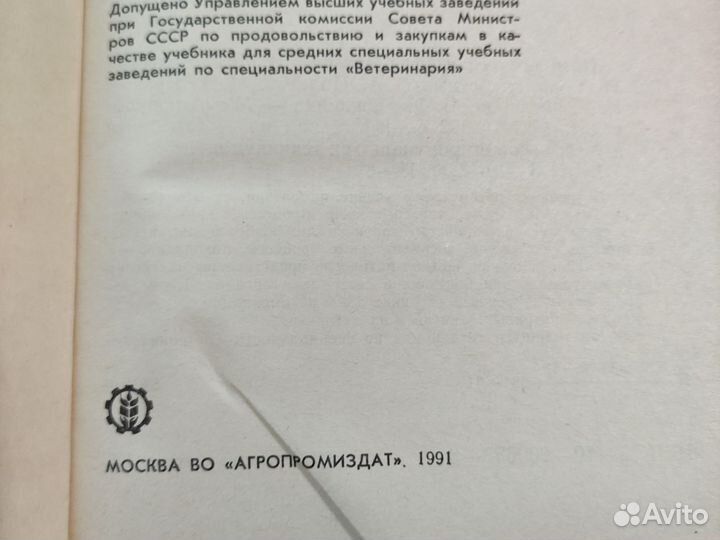 Допущено Управлением высших учебных заведений
при Государственной комиссии Совета Минист-
ров СССР по продовольствию и закупкам в ка-
честве учебника для средних специальных учебных
заведений по специальности «Ветеринария»
МОСКВА ВО «АГРОПРОМИЗДАТ», 1991
Avito